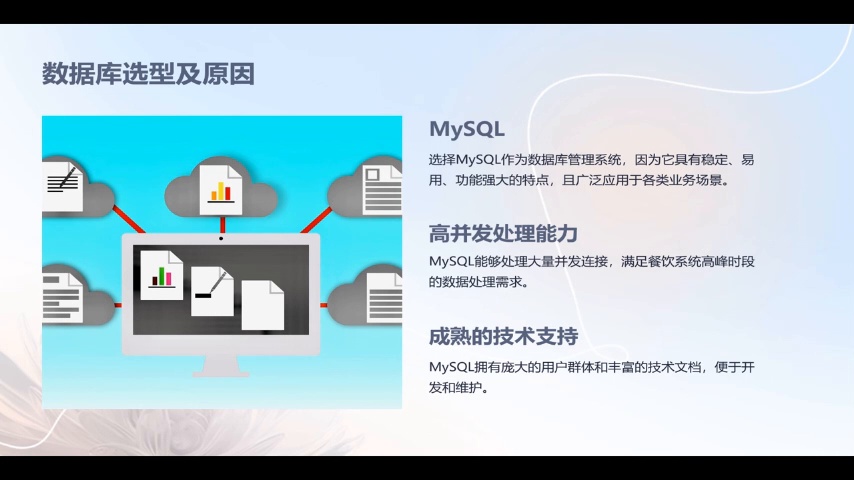 数据库选型及原因
MySQL
选择MySQL作为数据库管理系统，因为它具有稳定、易
用、功能强大的特点，且广泛应用于各类业务场景。
高并发处理能力
MySQL能够处理大量并发连接，满足餐饮系统高峰时段
的数据处理需求。
成熟的技术支持
MySQL拥有庞大的用户群体和丰富的技术文档，便于开
发和维护。